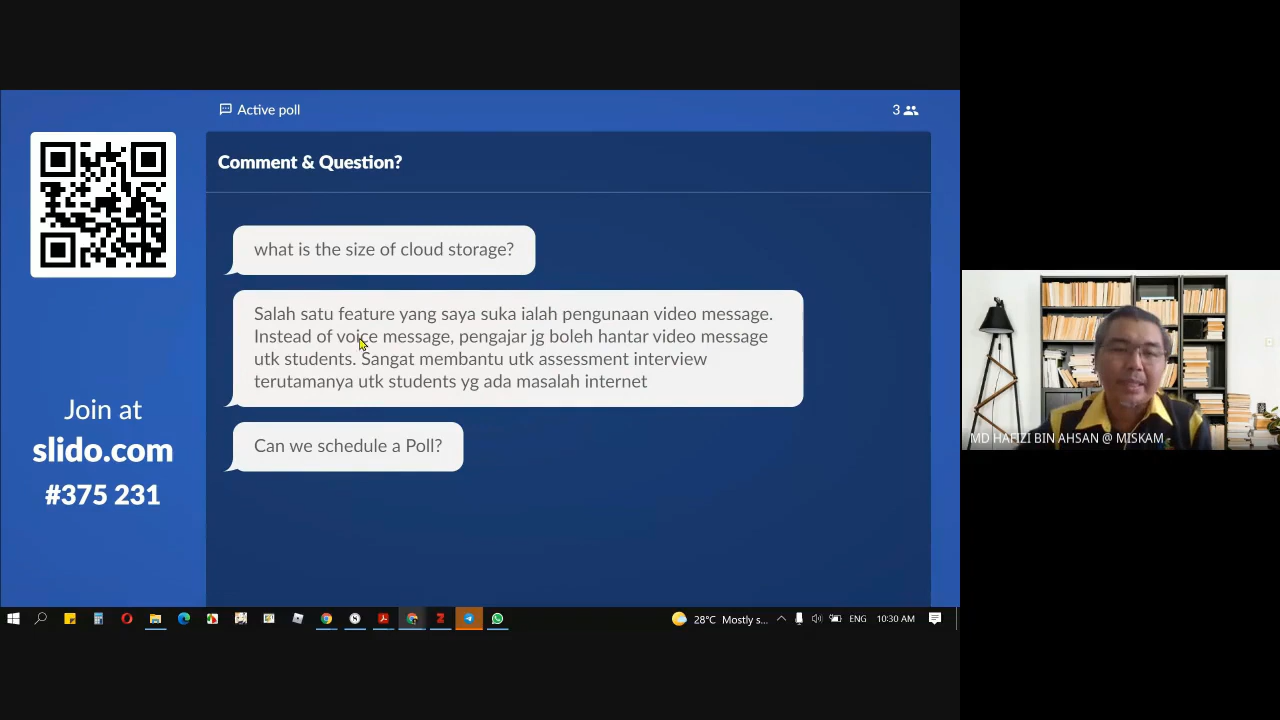 Active poll
3
Comment & Question?
what is the size of cloud storage?
Salah satu feature yang saya suka ialah pengunaan video message.
Instead of voice message, pengajar jg boleh hantar video message
utk students. Sangat membantu utk assessment interview
terutamanya utk students yg ada masalah internet
Can we schedule a Poll?
Join at
slido.com
#375 231
MD HAFIZI BIN AHSAN @ MISKAM -
28°C Mostly s...
ENG
10:30 AM